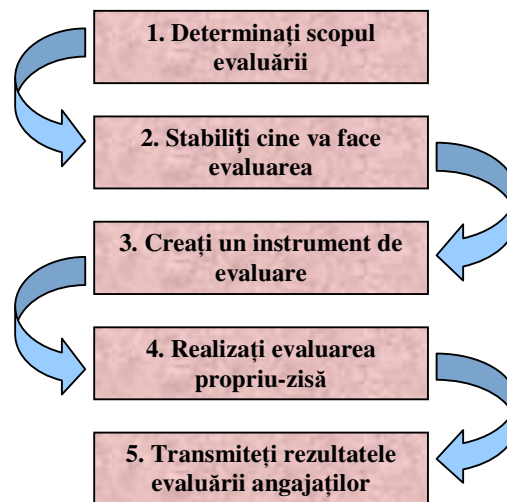 1. Determinați scopul
evaluării
2. Stabiliți cine va face
evaluarea
3. Creați un instrument de
evaluare
4. Realizați evaluarea
propriu-zisă
5. Transmiteți rezultatele
evaluării angajaților